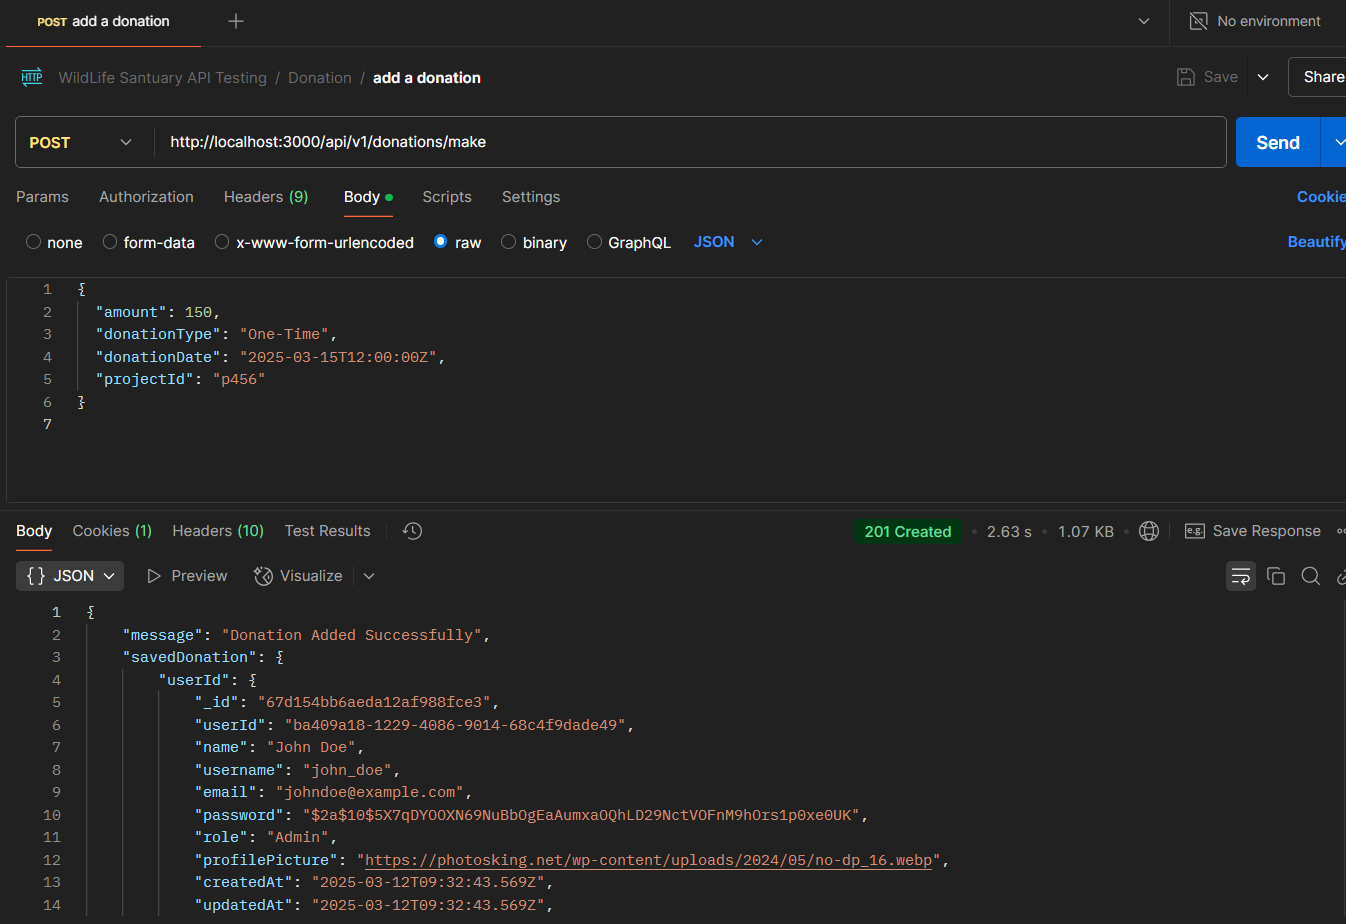 POST add a donation
No environment
HTTP WildLife Santuary API Testing / Donation / add a donation
Save
Share
POST http://localhost:3000/api/v1/donations/make
Send
Params Authorization Headers (9) Body Scripts Settings
Cookie
none form-data x-www-form-urlencoded raw binary GraphQL JSON
Beautify
1 {
2 "amount": 150,
3 "donationType": "One-Time",
4 "donationDate": "2025-03-15T12:00:00Z",
5 "projectId": "p456"
6 }
7
Body Cookies (1) Headers (10) Test Results
201 Created • 2.63 s • 1.07 KB • e.g. Save Response
{} JSON Preview Visualize
1 {
2 "message": "Donation Added Successfully",
3 "savedDonation": {
4 "userId": {
5 "_id": "67d154bb6aeda12af988fce3",
6 "userId": "ba409a18-1229-4086-9014-68c4f9dade49",
7 "name": "John Doe",
8 "username": "john_doe",
9 "email": "johndoe@example.com",
10 "password": "$2a$10$5X7qDYOOXN69NuBbOgEaAumxaOQhLD29NctVOFnM9hOrs1p0xe0UK",
11 "role": "Admin",
12 "profilePicture": "https://photosking.net/wp-content/uploads/2024/05/no-dp_16.webp",
13 "createdAt": "2025-03-12T09:32:43.569Z",
14 "updatedAt": "2025-03-12T09:32:43.569Z",